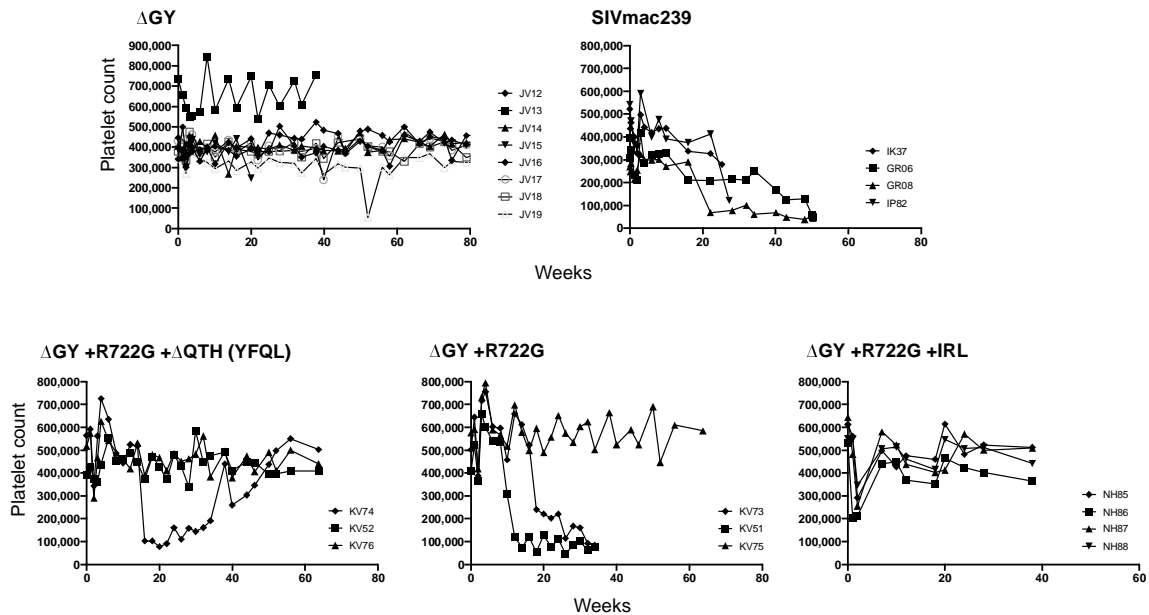 ΔGY
Platelet count
900,000
800,000
700,000
600,000
500,000
400,000
300,000
200,000
100,000
0
0 20 40 60 80
JV12
JV13
JV14
JV15
JV16
JV17
JV18
JV19
SIVmac239
800,000
700,000
600,000
500,000
400,000
300,000
200,000
100,000
0
0 20 40 60 80
IK37
GR06
GR08
IP82
Weeks
ΔGY +R722G +ΔQTH (YFQL)
Platelet count
800,000
700,000
600,000
500,000
400,000
300,000
200,000
100,000
0
0 20 40 60 80
KV74
KV52
KV76
ΔGY +R722G
800,000
700,000
600,000
500,000
400,000
300,000
200,000
100,000
0
0 20 40 60 80
KV73
KV51
KV75
ΔGY +R722G +IRL
800,000
700,000
600,000
500,000
400,000
300,000
200,000
100,000
0
0 20 40 60
NH85
NH86
NH87
NH88
Weeks